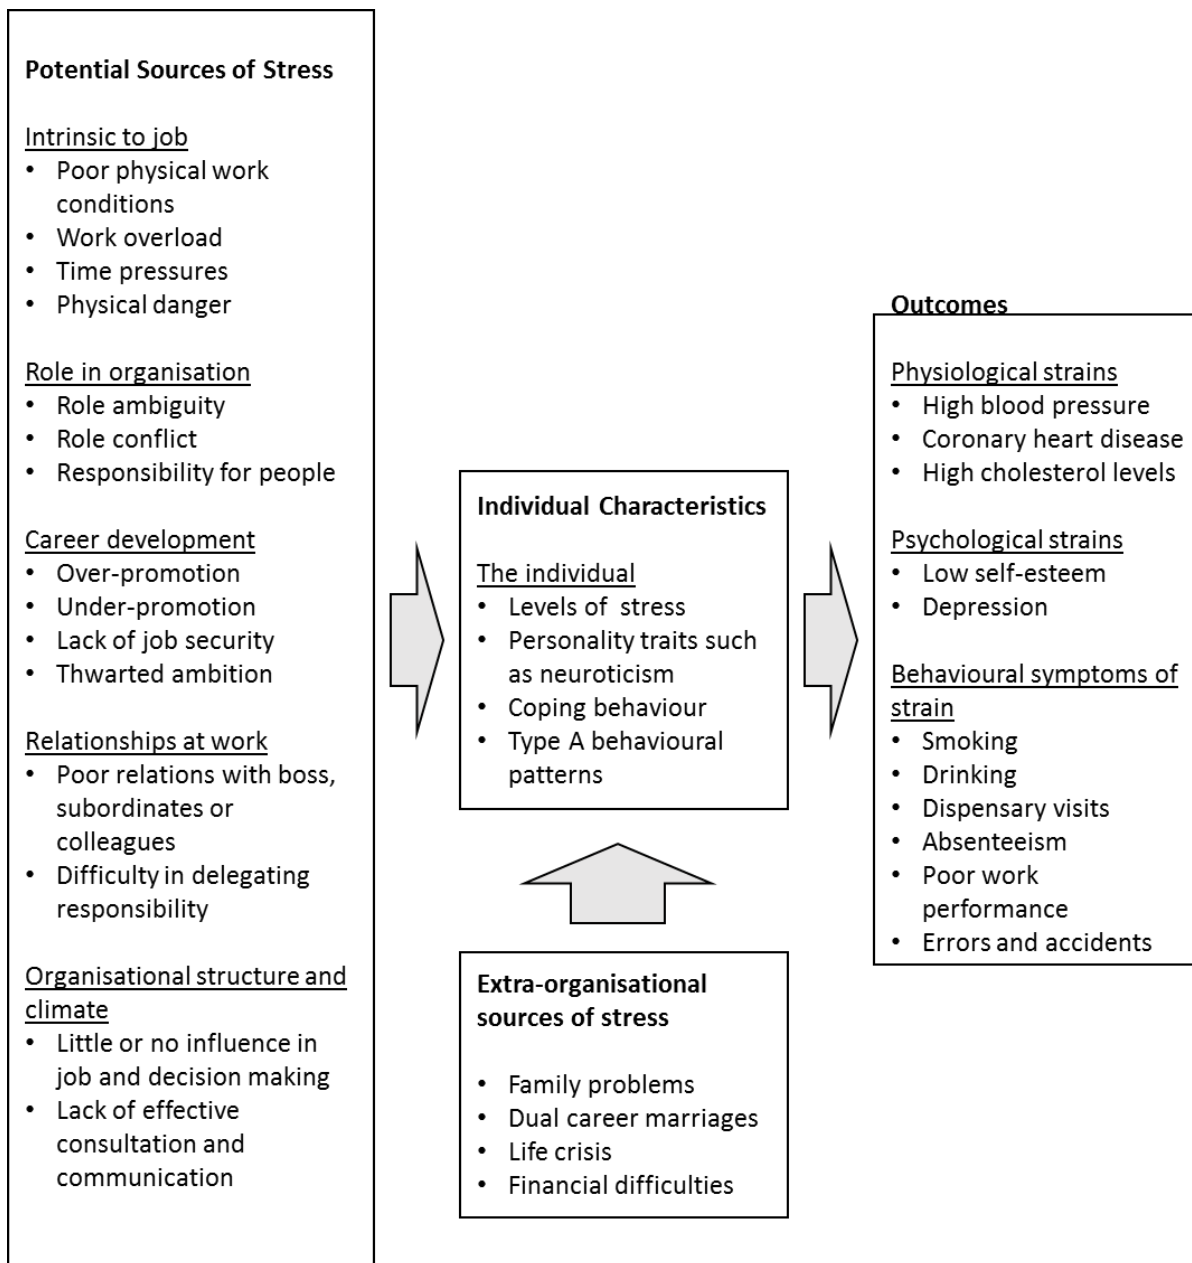 Potential Sources of Stress
Intrinsic to job
• Poor physical work
conditions
• Work overload
• Time pressures
• Physical danger
Role in organisation
• Role ambiguity
• Role conflict
• Responsibility for people
Career development
• Over-promotion
• Under-promotion
• Lack of job security
• Thwarted ambition
Relationships at work
• Poor relations with boss,
subordinates or
colleagues
• Difficulty in delegating
responsibility
Organisational structure and
climate
• Little or no influence in
job and decision making
• Lack of effective
consultation and
communication
Individual Characteristics
The individual
• Levels of stress
• Personality traits such
as neuroticism
• Coping behaviour
• Type A behavioural
patterns
Extra-organisational
sources of stress
• Family problems
• Dual career marriages
• Life crisis
• Financial difficulties
Outcomes
Physiological strains
• High blood pressure
• Coronary heart disease
• High cholesterol levels
Psychological strains
• Low self-esteem
• Depression
Behavioural symptoms of
strain
• Smoking
• Drinking
• Dispensary visits
• Absenteeism
• Poor work
performance
• Errors and accidents